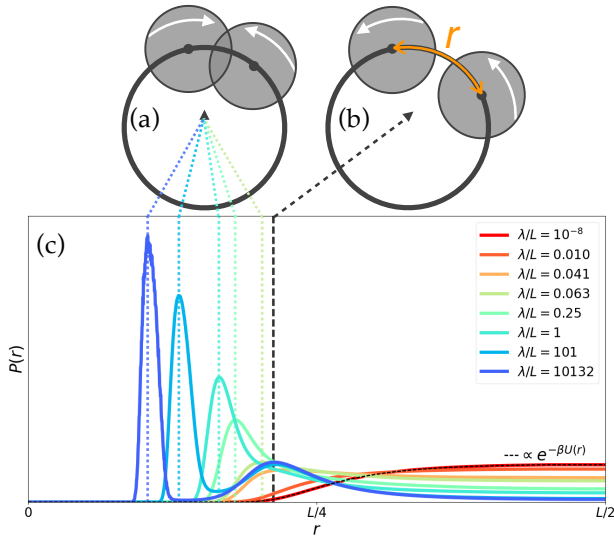 (a)
(b)
r
(c)
λ/L = 10⁻⁸
λ/L = 0.010
λ/L = 0.041
λ/L = 0.063
λ/L = 0.25
λ/L = 1
λ/L = 101
λ/L = 10132
--- ∝ e^{-βU(r)}
P(r)
0
L/4
L/2
r